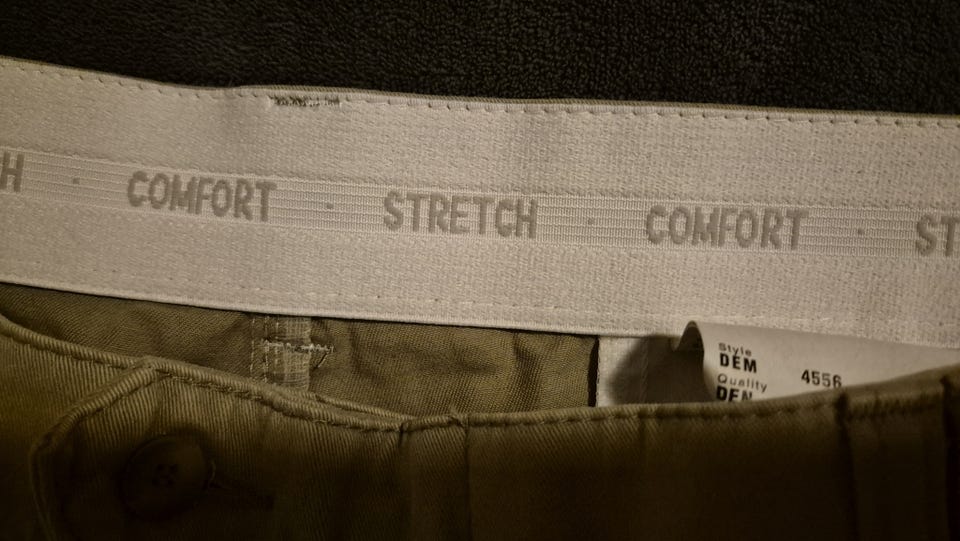 H · COMFORT · STRETCH · COMFORT · ST
Style
DEM 4556
Quality
DEN